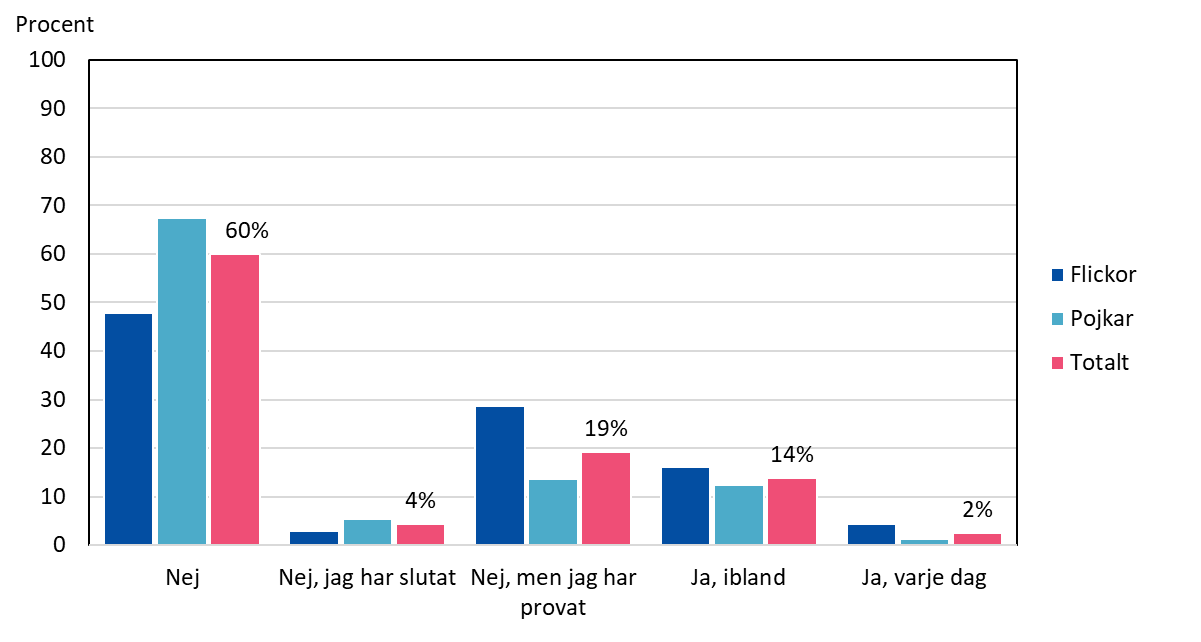 Procent
100
90
80
70
60
50
40
30
20
10
0
60%
4%
19%
14%
2%
Nej
Nej, jag har slutat
Nej, men jag har
provat
Ja, ibland
Ja, varje dag
Flickor
Pojkar
Totalt